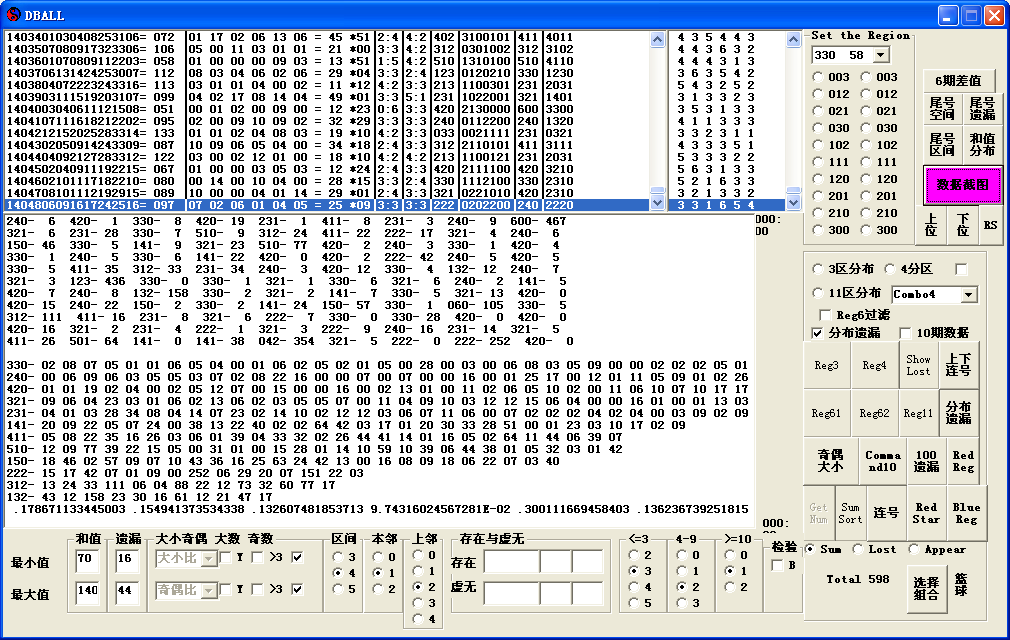 DBALL
140340103040825310 6= 072 01 17 02 06 13 06 = 45 *51 2:4 4:2 402 3100101 411 4011 4 3 5 4 4 3
14035070809173233 06= 106 05 00 11 03 01 01 = 21 *00 3:3 4:2 312 0301002 312 3102 4 4 3 4 3 3
14036010708091122 03= 058 01 00 00 00 09 03 = 13 *51 1:5 4:2 510 1310100 510 4110 4 4 4 3 1 3
14037061314242530 07= 112 08 03 04 06 02 06 = 29 *04 3:3 2:4 123 0120210 330 1230 3 6 3 5 4 2
14038040722232433 16= 113 01 03 04 00 02 01 = 11 *12 4:2 3:3 213 1100301 231 2031 5 4 3 2 5 2
14039031115192031 07= 099 04 02 17 08 14 04 = 49 *01 3:3 5:1 231 1022001 321 1401 3 1 3 3 2 3
14040030406111215 08= 051 00 01 02 00 09 00 = 12 *23 0:6 3:3 420 2130000 600 3300 3 5 3 1 3 3
14041071116182122 02= 095 02 00 09 10 09 02 = 32 *29 3:3 3:3 240 0112200 240 1320 4 1 1 3 3 3
14042121520252833 14= 133 01 01 02 04 08 03 = 19 *10 4:2 4:2 033 0021111 231 0321 3 3 2 3 1 1
14043020509142433 09= 087 10 09 06 05 04 00 = 34 *18 2:4 3:3 312 2110101 312 3111 4 3 3 3 4 1
14044040921272833 12= 122 03 00 02 12 01 00 = 18 *10 4:2 4:2 213 1100121 231 2031 5 3 3 3 2 2
14045020409111922 15= 067 01 00 00 03 05 03 = 12 *24 3:3 2:4 420 2111100 420 3210 5 6 3 1 3 3
14046021011171822 10= 080 00 14 00 10 04 00 = 28 *15 3:3 2:4 330 1112100 330 2310 5 2 1 6 3 3
14047081011129291 5= 089 10 00 00 04 01 14 = 29 *01 3:3 3:3 321 0221010 420 2310 3 2 1 3 3 2
14048060916172425 16= 097 07 02 06 01 04 05 = 25 *09 3:3 3:3 222 0202200 240 2220 3 3 1 6 5 4
240- 6 420- 1 330- 8 420- 19 231- 1 411- 8 231- 3 240- 9 600- 467
321- 6 231- 28 330- 7 510- 9 312- 24 411- 22 222- 17 321- 4 240- 6
150- 46 330- 5 141- 9 321- 23 510- 77 420- 2 240- 3 330- 1 420- 4
330- 1 240- 5 330- 6 141- 22 420- 0 420- 2 222- 42 240- 5 420- 5
330- 5 411- 35 312- 33 231- 34 240- 3 420- 12 330- 4 132- 12 240- 7
321- 3 123- 436 330- 0 330- 1 321- 1 330- 6 321- 6 240- 2 141- 5
420- 7 240- 8 132- 158 330- 2 321- 2 141- 7 330- 5 321- 13 420- 0
420- 15 240- 22 150- 2 330- 2 141- 24 150- 57 330- 1 060- 105 330- 5
312- 111 411- 16 231- 8 321- 6 222- 7 330- 0 330- 28 420- 0 420- 0
420- 16 321- 2 231- 4 222- 1 321- 3 222- 9 240- 16 231- 14 321- 5
411- 26 501- 64 141- 0 141- 38 042- 354 321- 5 222- 0 222- 252 420- 0
330- 02 08 07 05 01 01 06 05 04 00 01 06 02 05 02 01 05 00 28 00 03 00 06 08 03 05 09 00 00 02 02 02 05 01
240- 00 06 09 06 03 05 05 03 07 02 08 22 16 00 00 07 00 07 00 00 16 00 01 25 17 00 12 01 11 05 09 01 02 26
420- 01 01 19 02 04 00 02 05 12 07 00 15 00 00 16 00 02 13 01 00 11 02 06 05 10 02 00 11 06 10 07 10 17 17
321- 09 06 04 23 03 01 06 02 13 06 02 03 05 05 07 00 11 04 09 10 03 12 12 15 06 04 00 00 16 01 00 01 13 03
231- 04 01 03 28 34 08 04 14 07 23 02 14 10 02 12 12 03 06 07 11 06 00 07 02 02 02 04 02 04 00 03 09 02 09
141- 20 09 22 05 07 24 00 38 13 22 40 02 02 64 42 03 17 01 20 30 33 28 51 00 01 23 03 10 17 02 09
411- 05 08 22 35 16 26 03 06 01 39 04 33 32 02 26 44 41 14 01 16 05 02 64 11 44 06 39 07
510- 12 09 77 39 22 15 05 00 31 01 00 15 28 01 14 10 59 10 39 06 44 38 01 05 32 03 01 42
150- 18 46 02 57 09 07 10 43 36 16 25 63 24 42 13 00 16 08 09 18 06 22 07 03 40
222- 15 17 42 07 01 09 00 252 06 29 20 07 151 22 03
312- 13 24 33 111 06 04 88 22 12 73 32 60 77 17
132- 43 12 158 23 30 16 61 12 21 47 17
.178671133445003 .154941373534338 .132607481853713 9.74316024567281E-02 .300111669458403 .136236739251815
000:
00
000:
00
Set the Region
330 58
003 003
012 012
021 021
030 030
102 102
111 111
120 120
201 201
210 210
300 300
6期差值
尾号空间 尾号遗漏
尾号区间 和值分布
数据截图
上位 下位 RS
3区分布 4分区
11区分布 Combo4
Reg6过滤
分布遗漏 10期数据
Reg3 Reg4 Show Lost 上下连号
Reg61 Reg62 Reg11 分布遗漏
奇偶大小 Command10 100遗漏 Red Reg
Get Num Sum Sort 连号 Red Star Blue Reg
Sum Lost Appear
Total 598 选择组合 篮球
和值 遗漏 大小奇偶 大数 奇数 区间 本邻 上邻 存在与虚无 <=3 4-9 >=10 检验
最小值 70 16 大小比 Y >3
最大值 140 44 奇偶比 Y >3
3 4 5
0 1 2
0 1 2 3 4
存在
虚无
2 3 4 5
0 1 2 3
0 1 2
B